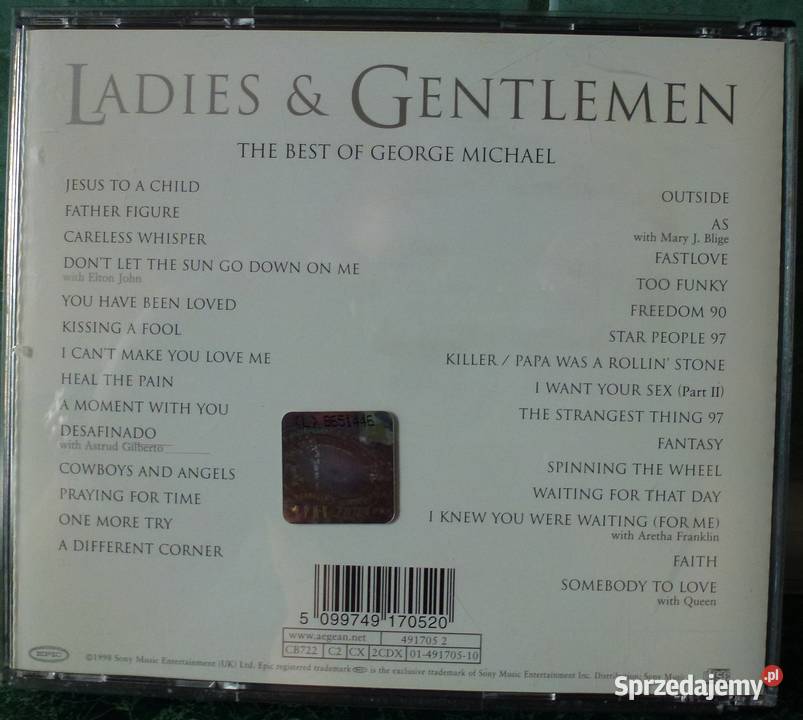 LADIES & GENTLEMEN
THE BEST OF GEORGE MICHAEL
JESUS TO A CHILD
FATHER FIGURE
CARELESS WHISPER
DON'T LET THE SUN GO DOWN ON ME
with Elton John
YOU HAVE BEEN LOVED
KISSING A FOOL
I CAN'T MAKE YOU LOVE ME
HEAL THE PAIN
A MOMENT WITH YOU
DESAFINADO
with Astrud Gilberto
COWBOYS AND ANGELS
PRAYING FOR TIME
ONE MORE TRY
A DIFFERENT CORNER
OUTSIDE
AS
with Mary J. Blige
FASTLOVE
TOO FUNKY
FREEDOM 90
STAR PEOPLE 97
KILLER / PAPA WAS A ROLLIN' STONE
I WANT YOUR SEX (Part II)
THE STRANGEST THING 97
FANTASY
SPINNING THE WHEEL
WAITING FOR THAT DAY
I KNEW YOU WERE WAITING (FOR ME)
with Aretha Franklin
FAITH
SOMEBODY TO LOVE
with Queen
5 099749 170520
www.aegean.net 491705 2
CB722 C2 CX 2CDX 01-491705-10
EPIC
©1998 Sony Music Entertainment (UK) Ltd. Epic registered trademark is the exclusive trademark of Sony Music Entertainment Inc. Distribution: Sony Music
Sprzedajemy.pl